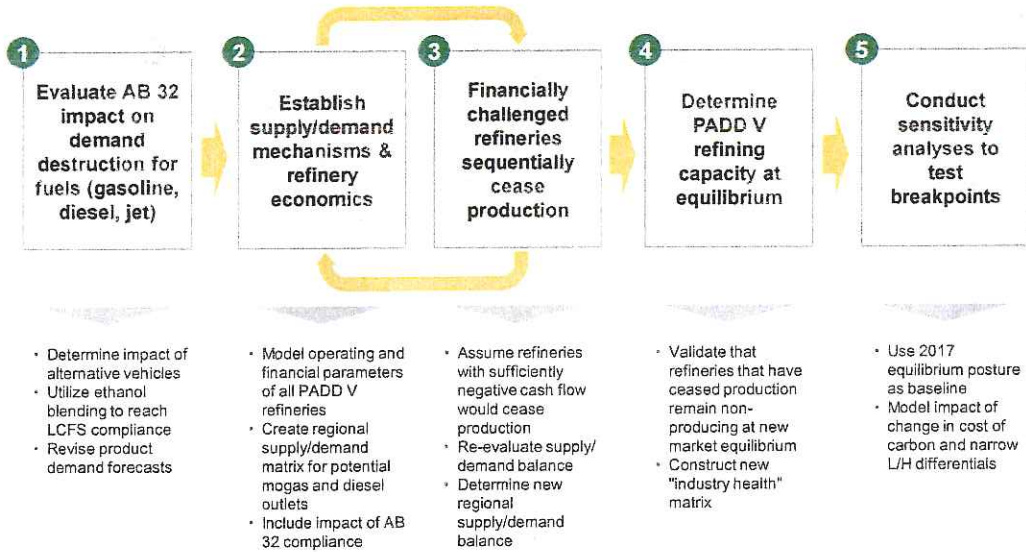 1
Evaluate AB 32
impact on
demand
destruction for
fuels (gasoline,
diesel, jet)
2
Establish
supply/demand
mechanisms &
refinery
economics
3
Financially
challenged
refineries
sequentially
cease
production
4
Determine
PADD V
refining
capacity at
equilibrium
5
Conduct
sensitivity
analyses to
test
breakpoints
• Determine impact of
alternative vehicles
• Utilize ethanol
blending to reach
LCFS compliance
• Revise product
demand forecasts
• Model operating and
financial parameters
of all PADD V
refineries
• Create regional
supply/demand
matrix for potential
mogas and diesel
outlets
• Include impact of AB
32 compliance
• Assume refineries
with sufficiently
negative cash flow
would cease
production
• Re-evaluate supply/
demand balance
• Determine new
regional
supply/demand
balance
• Validate that
refineries that have
ceased production
remain non-
producing at new
market equilibrium
• Construct new
"industry health"
matrix
• Use 2017
equilibrium posture
as baseline
• Model impact of
change in cost of
carbon and narrow
L/H differentials